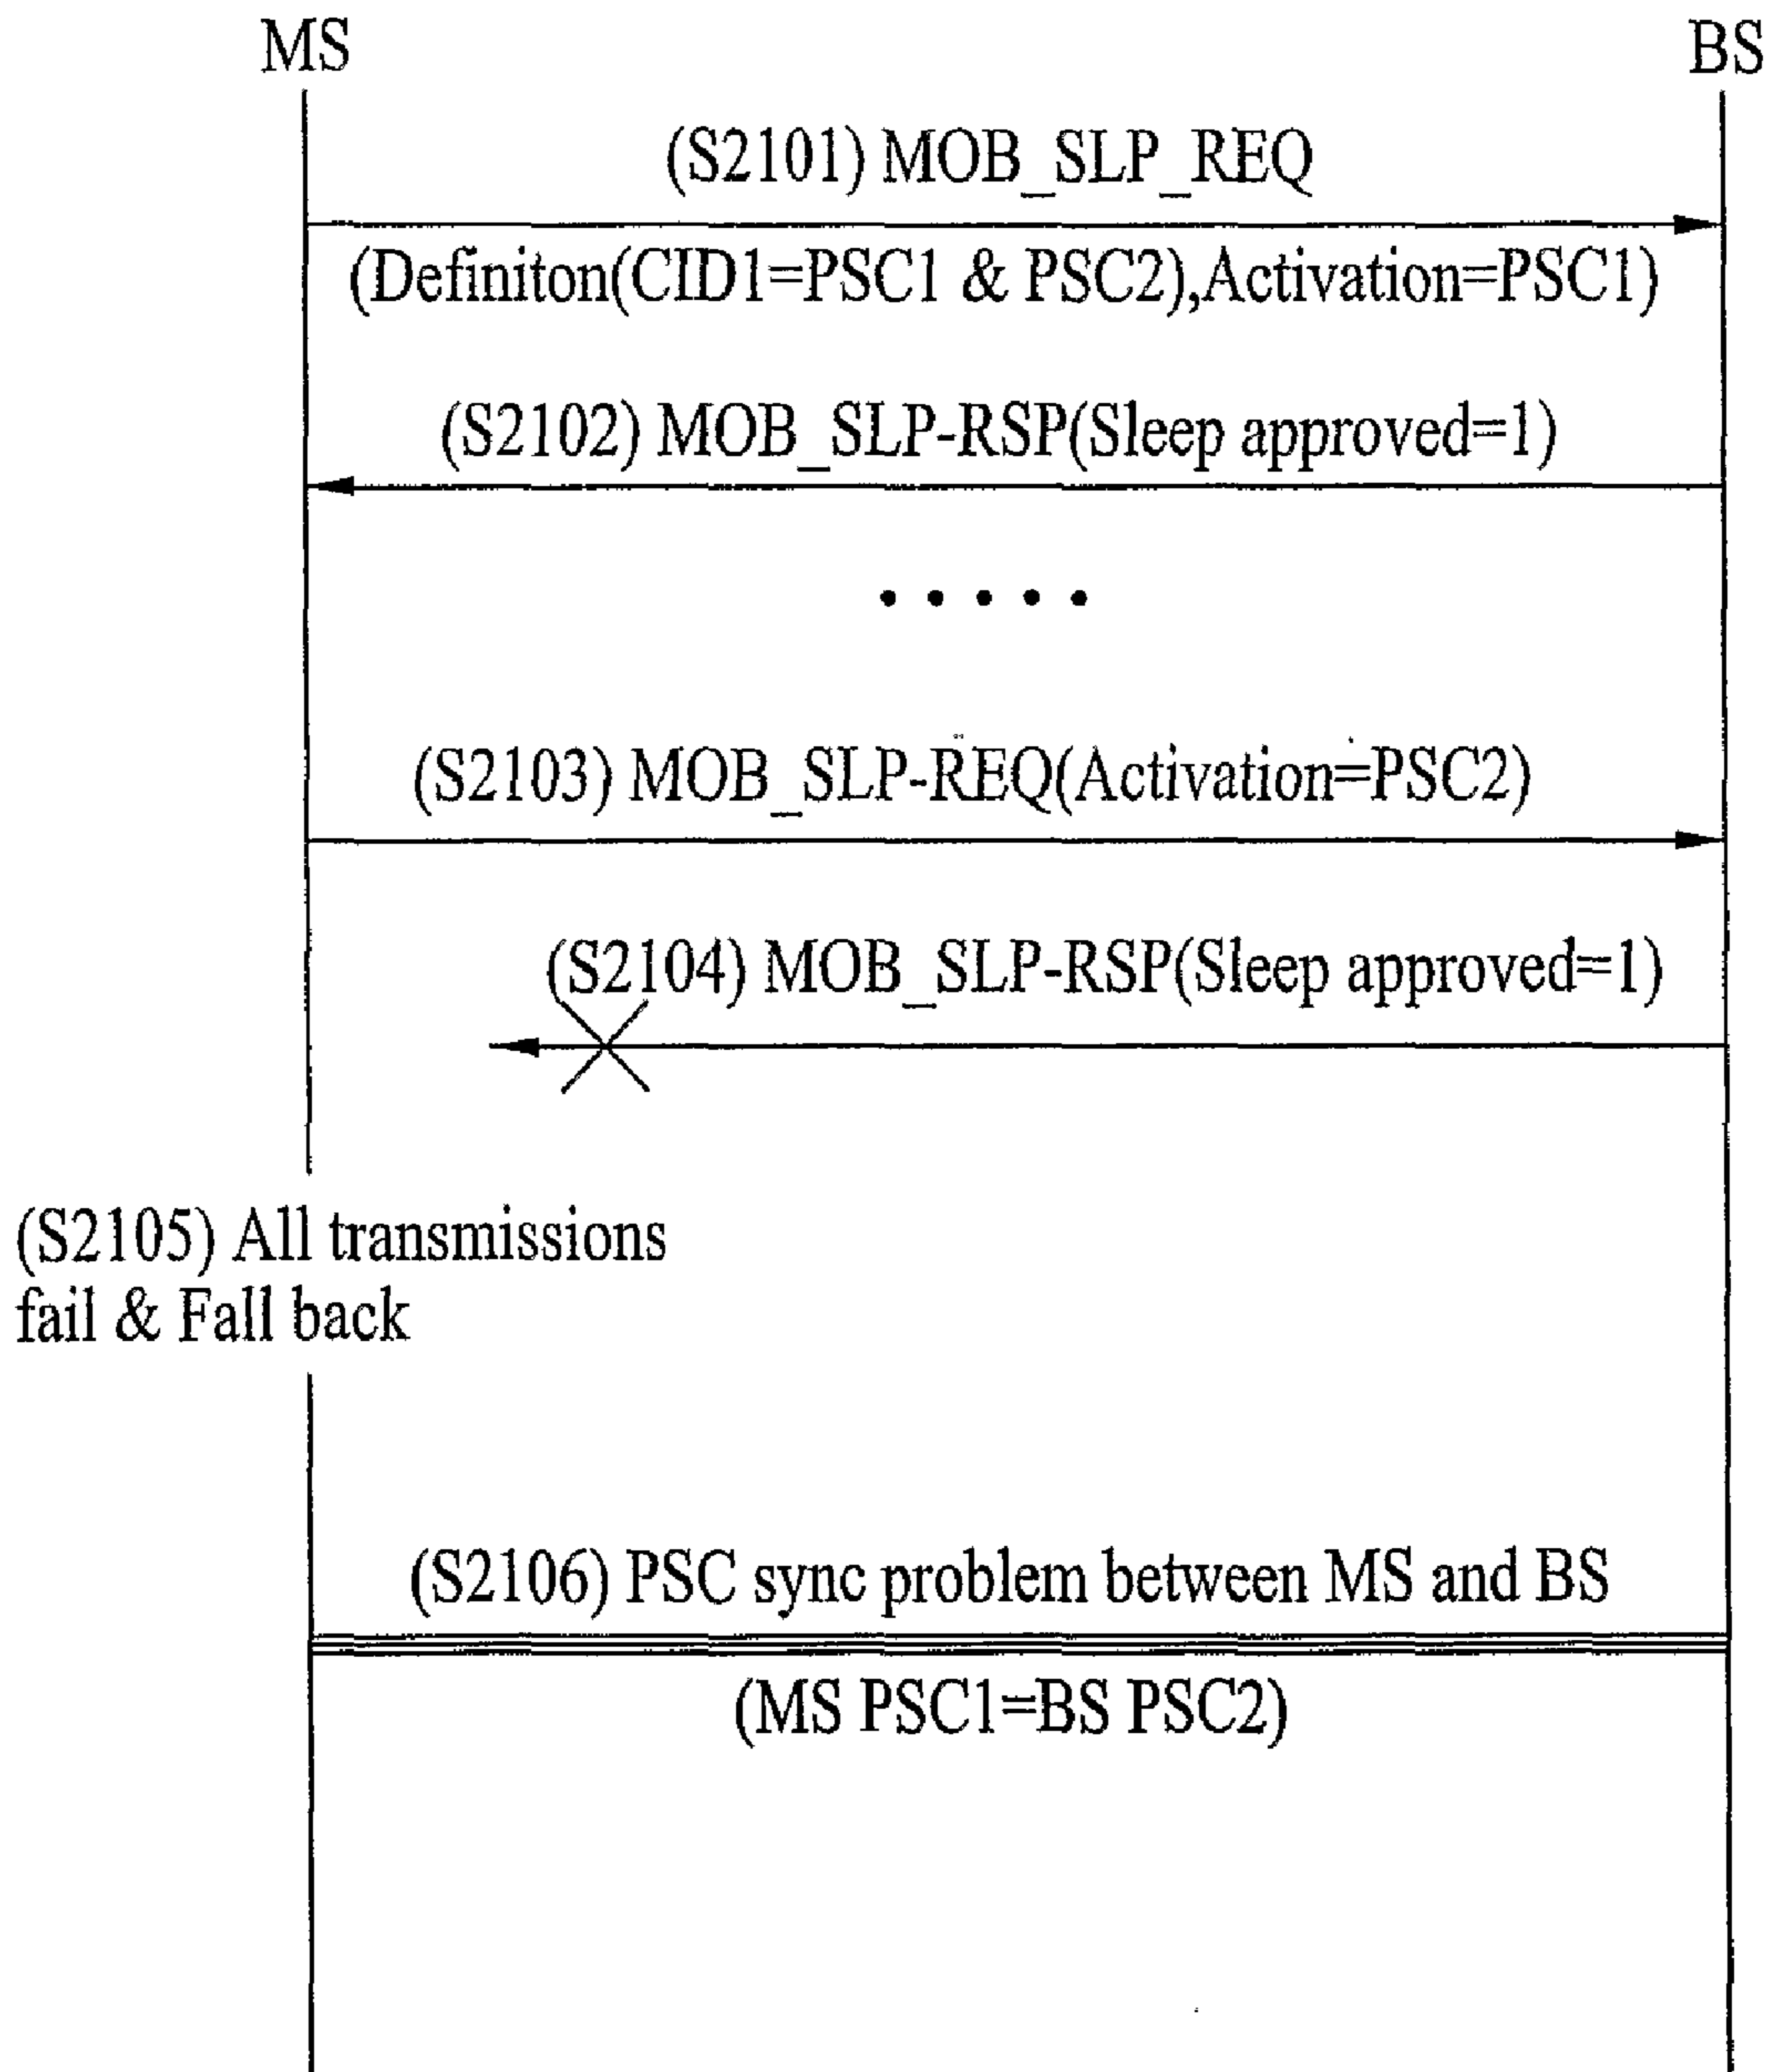 MS
BS
(S2101) MOB_SLP_REQ
(Definiton(CID1=PSC1 & PSC2),Activation=PSC1)
(S2102) MOB_SLP-RSP(Sleep approved=1)
(S2103) MOB_SLP-REQ(Activation=PSC2)
(S2104) MOB_SLP-RSP(Sleep approved=1)
(S2105) All transmissions
fail & Fall back
(S2106) PSC sync problem between MS and BS
(MS PSC1=BS PSC2)